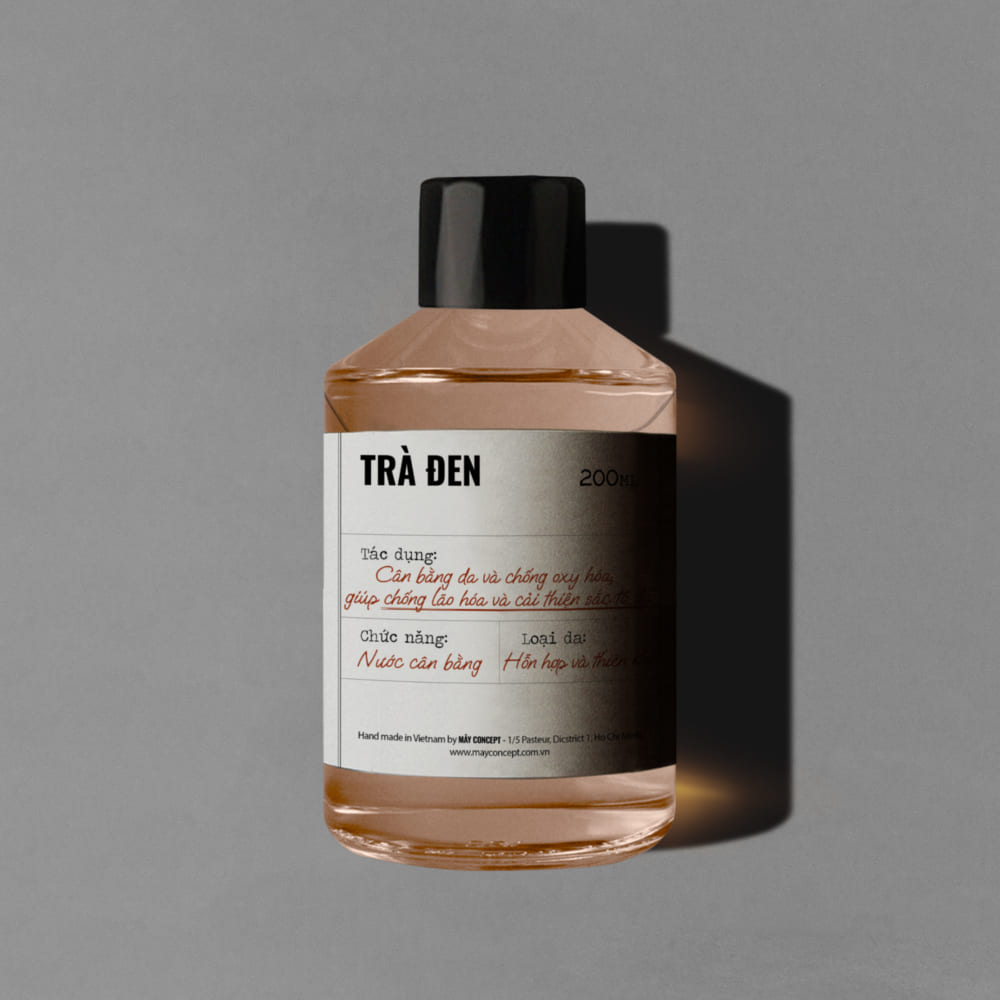 TRÀ ĐEN
200ML
Tác dụng:
Cân bằng da và chống oxy hóa,
giúp chống lão hóa và cải thiện sắc tố
Chức năng:
Nước cân bằng
Loại da:
Hỗn hợp và thiên
Hand made in Vietnam by MÂY CONCEPT - 1/5 Pasteur, Dicstrict 1, Ho Chi
www.mayconcept.com.vn